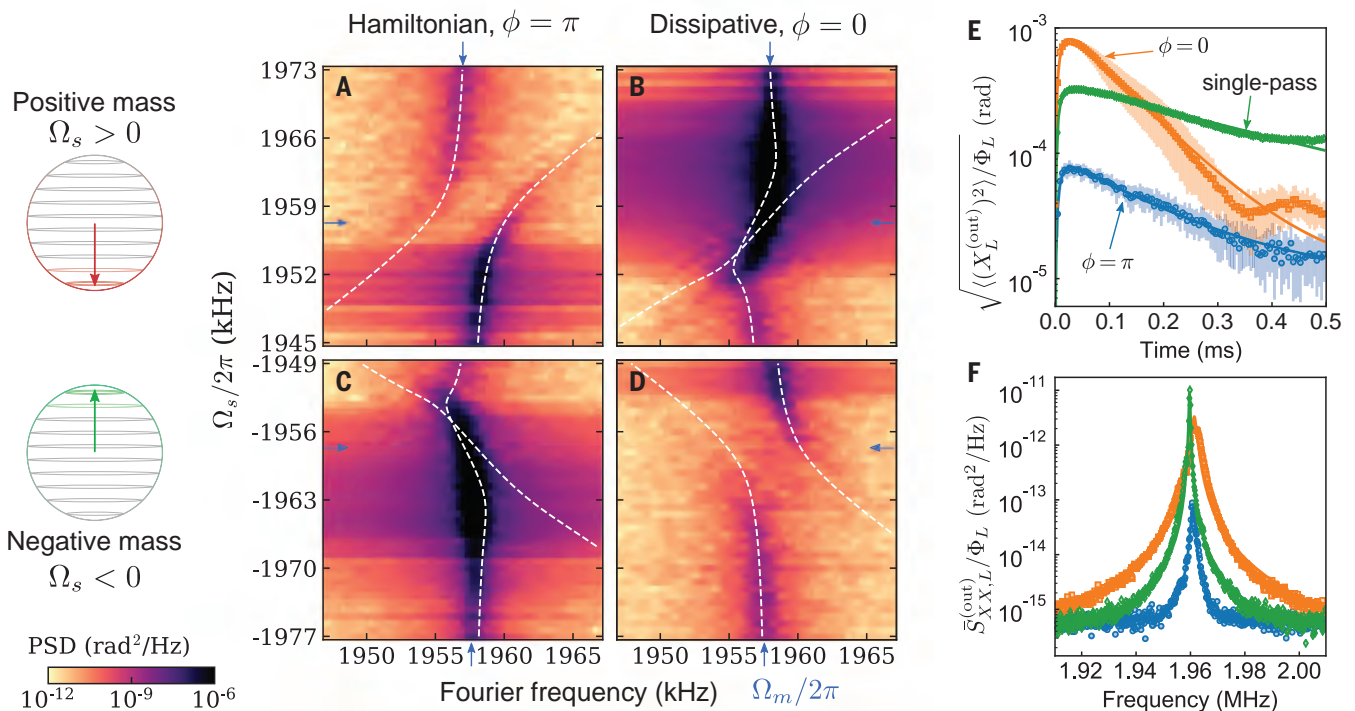 Hamiltonian, ϕ = π
Dissipative, ϕ = 0
Positive mass
Ω_s > 0
Negative mass
Ω_s < 0
PSD (rad²/Hz)
10⁻¹² 10⁻⁹ 10⁻⁶
Ω_s/2π (kHz)
A
1973
1966
1959
1952
1945
B
C
-1949
-1956
-1963
-1970
-1977
1950 1955 1960 1965
D
1950 1955 1960 1965
Fourier frequency (kHz)
Ω_m/2π
E
√⟨(X_L^(out))²⟩/Φ_L (rad)
10⁻³
10⁻⁴
10⁻⁵
ϕ = 0
single-pass
ϕ = π
0.0 0.1 0.2 0.3 0.4 0.5
Time (ms)
F
S̄_XX,L^(out)/Φ_L (rad²/Hz)
10⁻¹¹
10⁻¹²
10⁻¹³
10⁻¹⁴
10⁻¹⁵
1.92 1.94 1.96 1.98 2.00
Frequency (MHz)